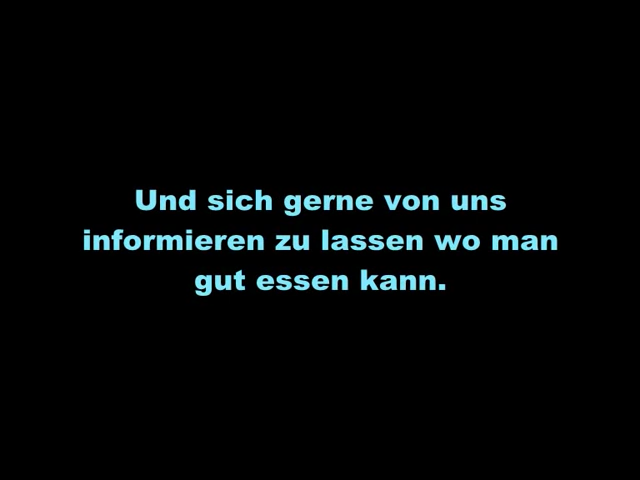 Und sich gerne von uns
informieren zu lassen wo man
gut essen kann.